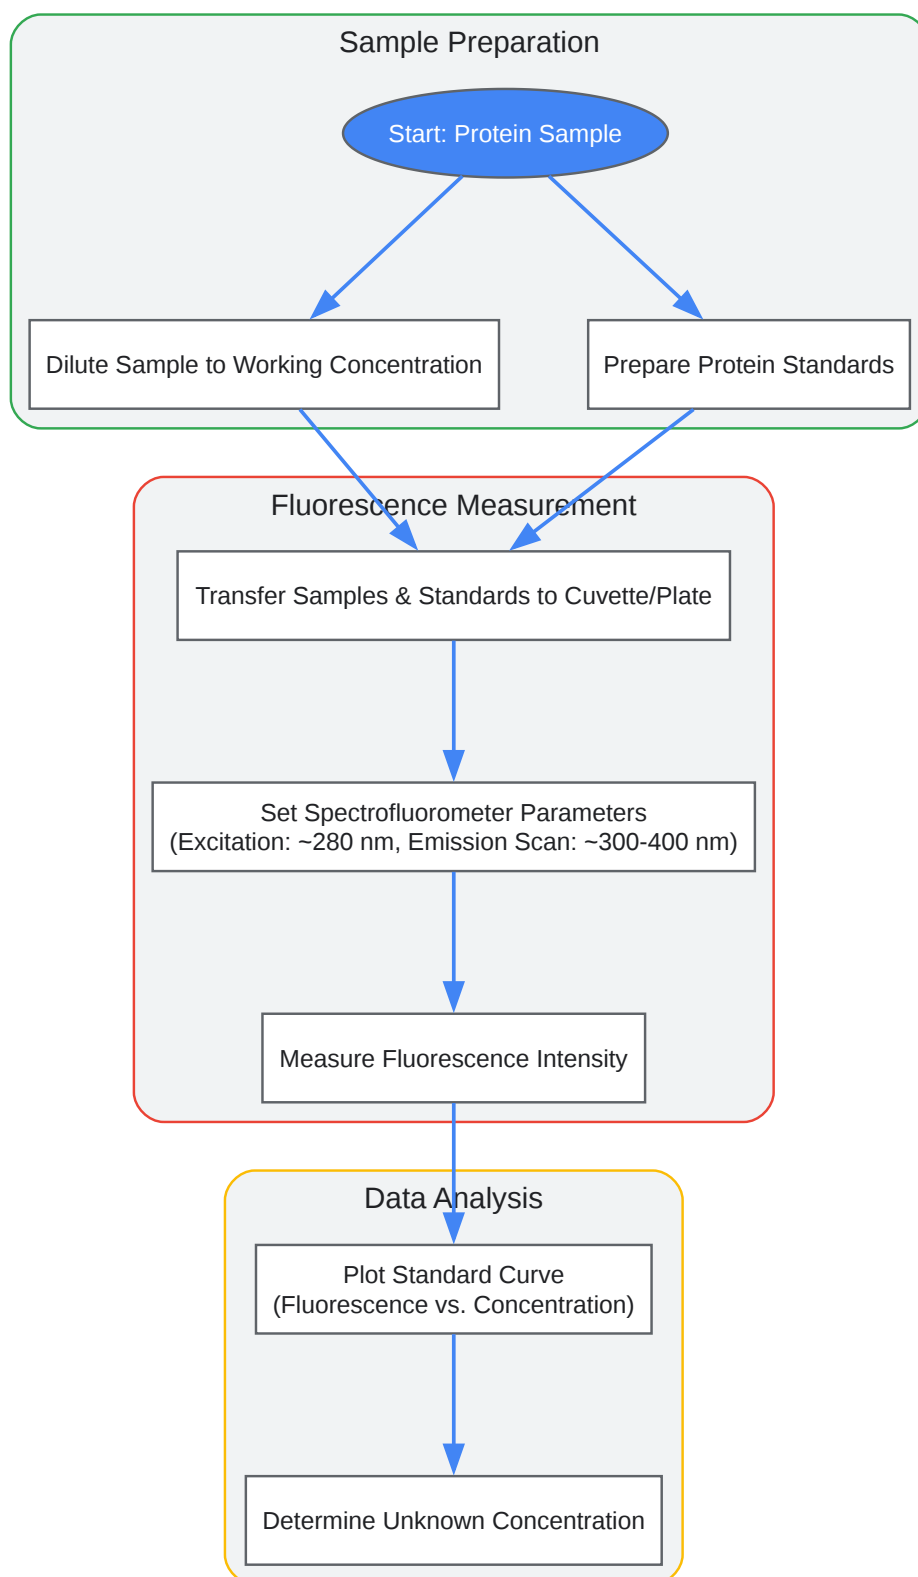 Sample Preparation
Start: Protein Sample
Dilute Sample to Working Concentration
Prepare Protein Standards
Fluorescence Measurement
Transfer Samples & Standards to Cuvette/Plate
Set Spectrofluorometer Parameters
(Excitation: ~280 nm, Emission Scan: ~300-400 nm)
Measure Fluorescence Intensity
Data Analysis
Plot Standard Curve
(Fluorescence vs. Concentration)
Determine Unknown Concentration